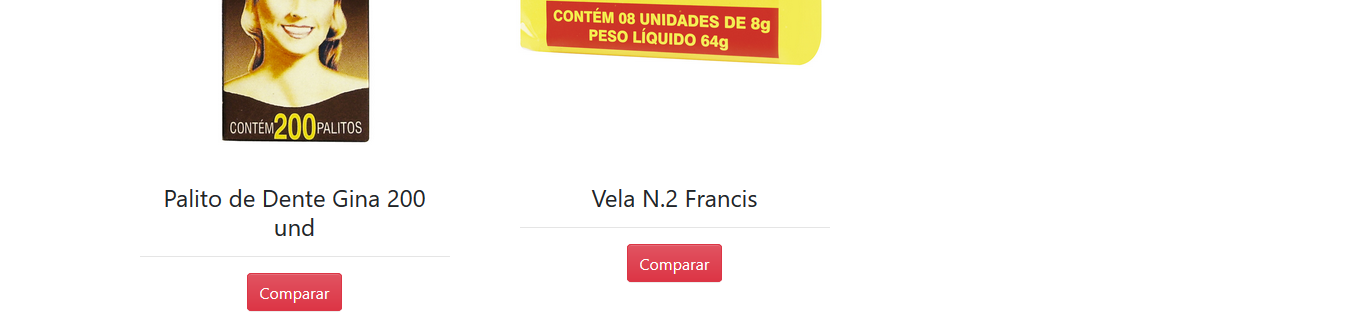 CONTÉM 08 UNIDADES DE 8g
PESO LÍQUIDO 64g
CONTÉM 200 PALITOS
Palito de Dente Gina 200
und
Vela N.2 Francis
Comparar
Comparar